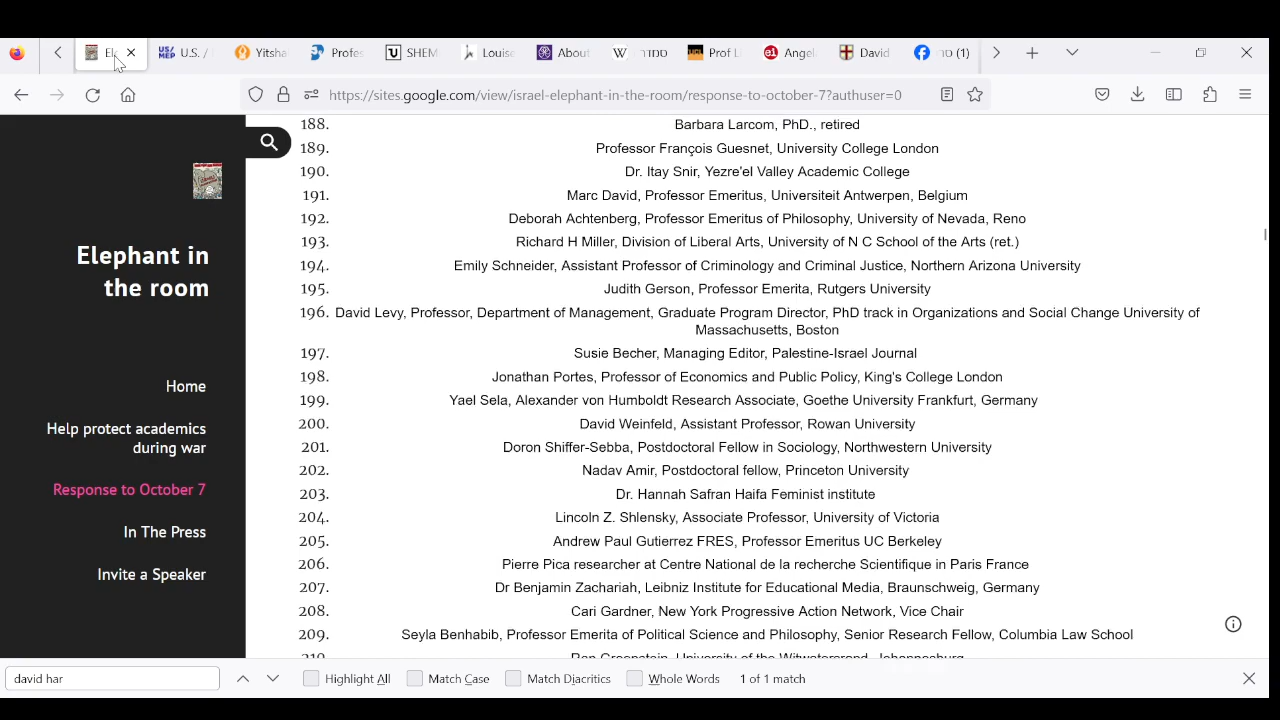 El
U.S. /
Yitsha
Profes
SHEM
Louise
About
סמדר
Prof L
Angel
David
(1) סר
https://sites.google.com/view/israel-elephant-in-the-room/response-to-october-7?authuser=0
Elephant in
the room
Home
Help protect academics
during war
Response to October 7
In The Press
Invite a Speaker
188. Barbara Larcom, PhD., retired
189. Professor François Guesnet, University College London
190. Dr. Itay Snir, Yezre'el Valley Academic College
191. Marc David, Professor Emeritus, Universiteit Antwerpen, Belgium
192. Deborah Achtenberg, Professor Emeritus of Philosophy, University of Nevada, Reno
193. Richard H Miller, Division of Liberal Arts, University of N C School of the Arts (ret.)
194. Emily Schneider, Assistant Professor of Criminology and Criminal Justice, Northern Arizona University
195. Judith Gerson, Professor Emerita, Rutgers University
196. David Levy, Professor, Department of Management, Graduate Program Director, PhD track in Organizations and Social Change University of
Massachusetts, Boston
197. Susie Becher, Managing Editor, Palestine-Israel Journal
198. Jonathan Portes, Professor of Economics and Public Policy, King's College London
199. Yael Sela, Alexander von Humboldt Research Associate, Goethe University Frankfurt, Germany
200. David Weinfeld, Assistant Professor, Rowan University
201. Doron Shiffer-Sebba, Postdoctoral Fellow in Sociology, Northwestern University
202. Nadav Amir, Postdoctoral fellow, Princeton University
203. Dr. Hannah Safran Haifa Feminist institute
204. Lincoln Z. Shlensky, Associate Professor, University of Victoria
205. Andrew Paul Gutierrez FRES, Professor Emeritus UC Berkeley
206. Pierre Pica researcher at Centre National de la recherche Scientifique in Paris France
207. Dr Benjamin Zachariah, Leibniz Institute for Educational Media, Braunschweig, Germany
208. Cari Gardner, New York Progressive Action Network, Vice Chair
209. Seyla Benhabib, Professor Emerita of Political Science and Philosophy, Senior Research Fellow, Columbia Law School
210. Ran Greenstein, University of the Witwatersrand, Johannesburg
david har
Highlight All
Match Case
Match Diacritics
Whole Words
1 of 1 match